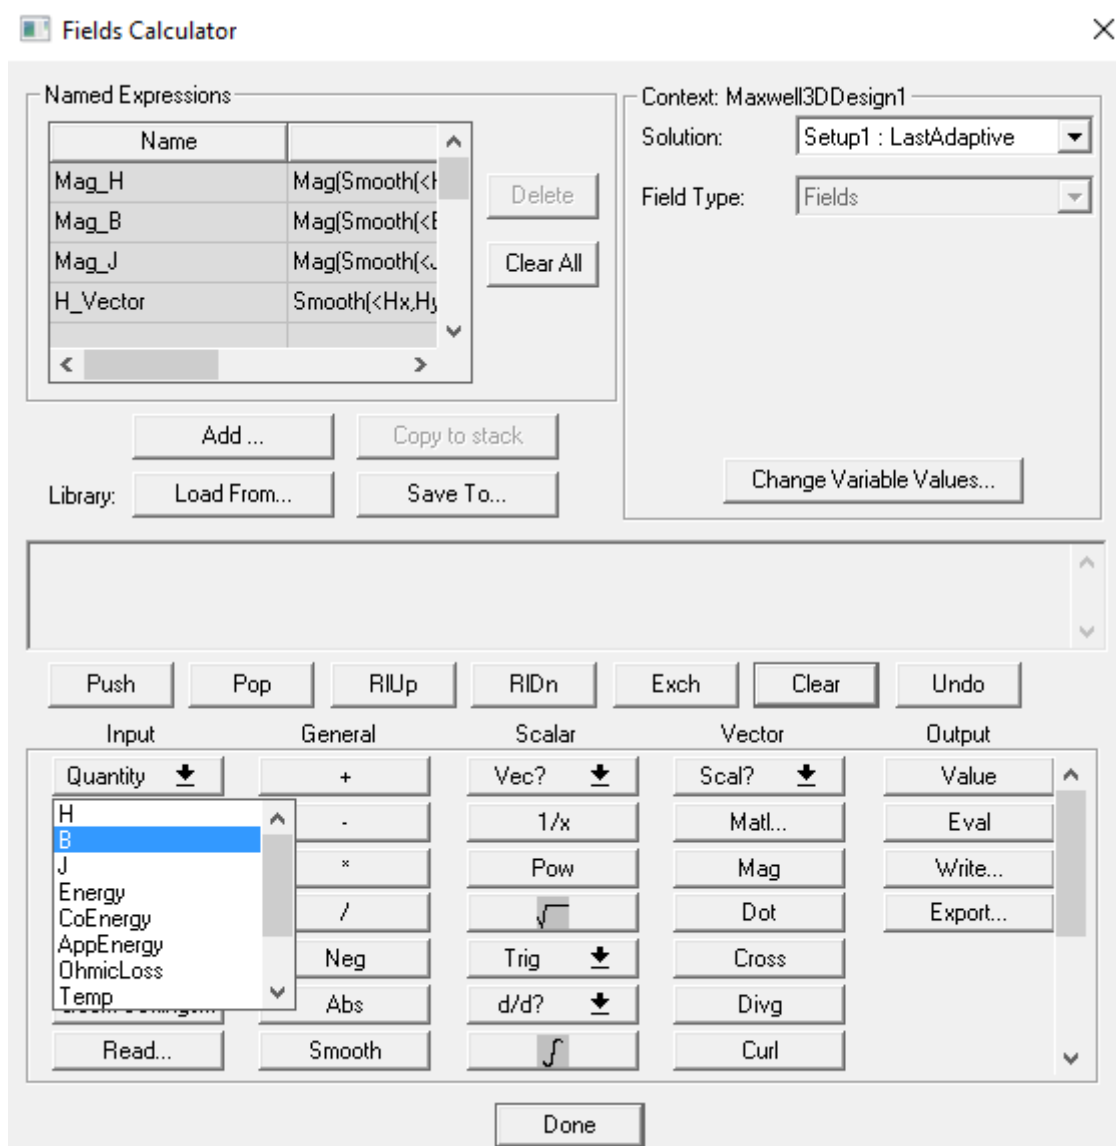 Fields Calculator
Named Expressions
Name
Mag_H Mag(Smooth(<H
Mag_B Mag(Smooth(<B
Mag_J Mag(Smooth(<J
H_Vector Smooth(<Hx,Hy
Delete
Clear All
Context: Maxwell3DDesign1
Solution: Setup1 : LastAdaptive
Field Type: Fields
Change Variable Values...
Add ... Copy to stack
Library: Load From... Save To...
Push Pop RlUp RlDn Exch Clear Undo
Input General Scalar Vector Output
Quantity + Vec? Scal? Value
H
B - 1/x Matl... Eval
J * Pow Mag Write...
Energy
CoEnergy / Dot Export...
AppEnergy
OhmicLoss Neg Trig Cross
Temp Abs d/d? Divg
Read... Smooth ∫ Curl
Done